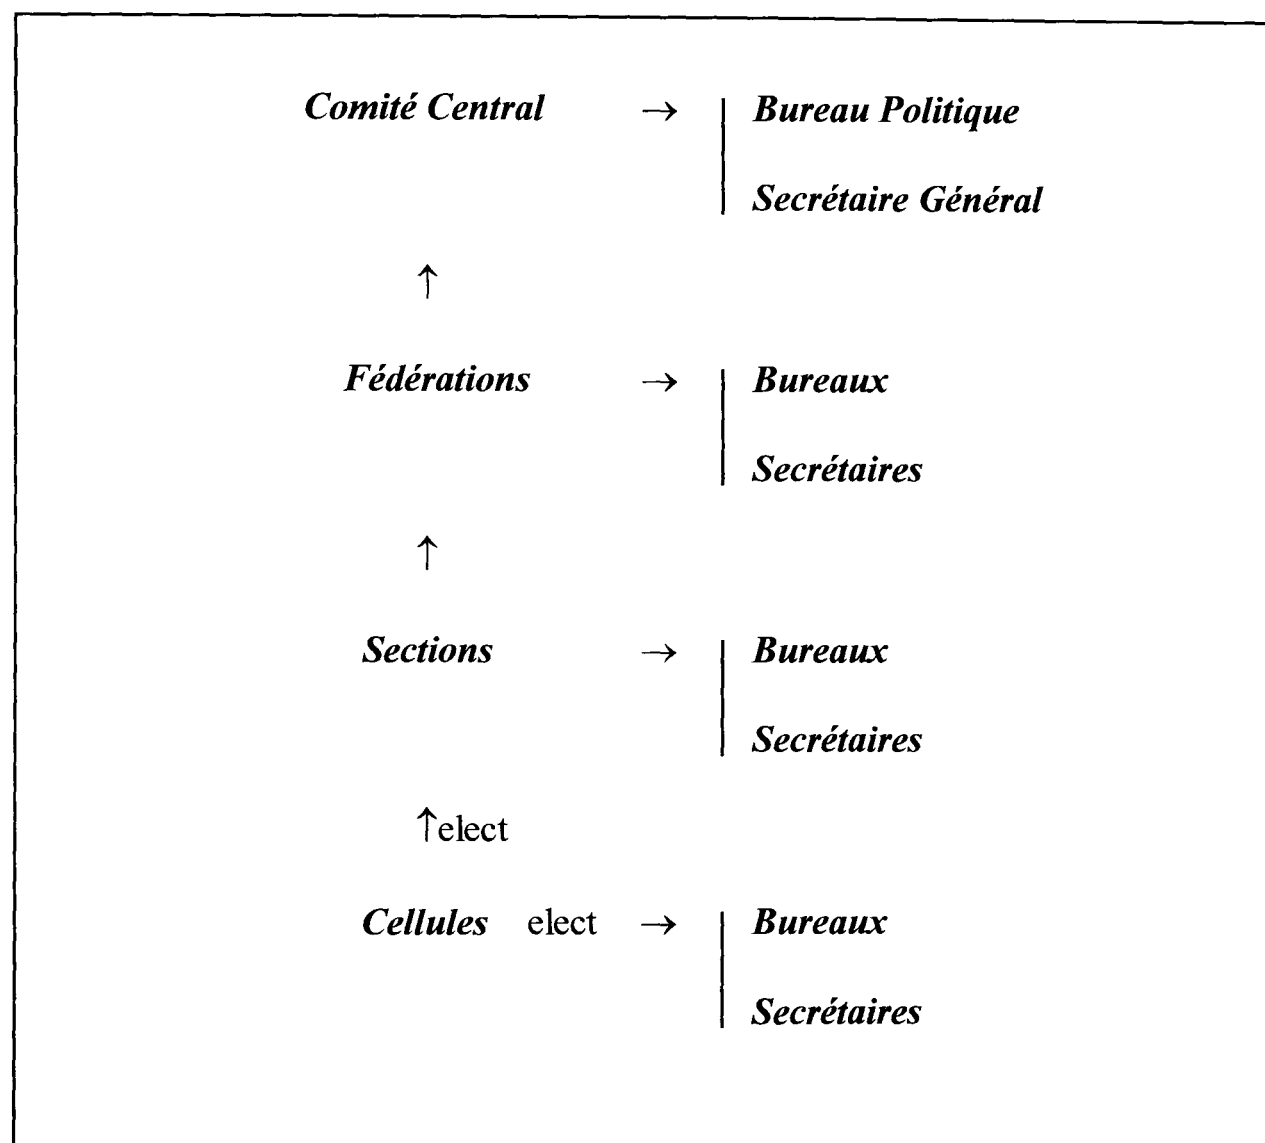 Comité Central → Bureau Politique
Secrétaire Général
↑
Fédérations → Bureaux
Secrétaires
↑
Sections → Bureaux
Secrétaires
↑elect
Cellules elect → Bureaux
Secrétaires